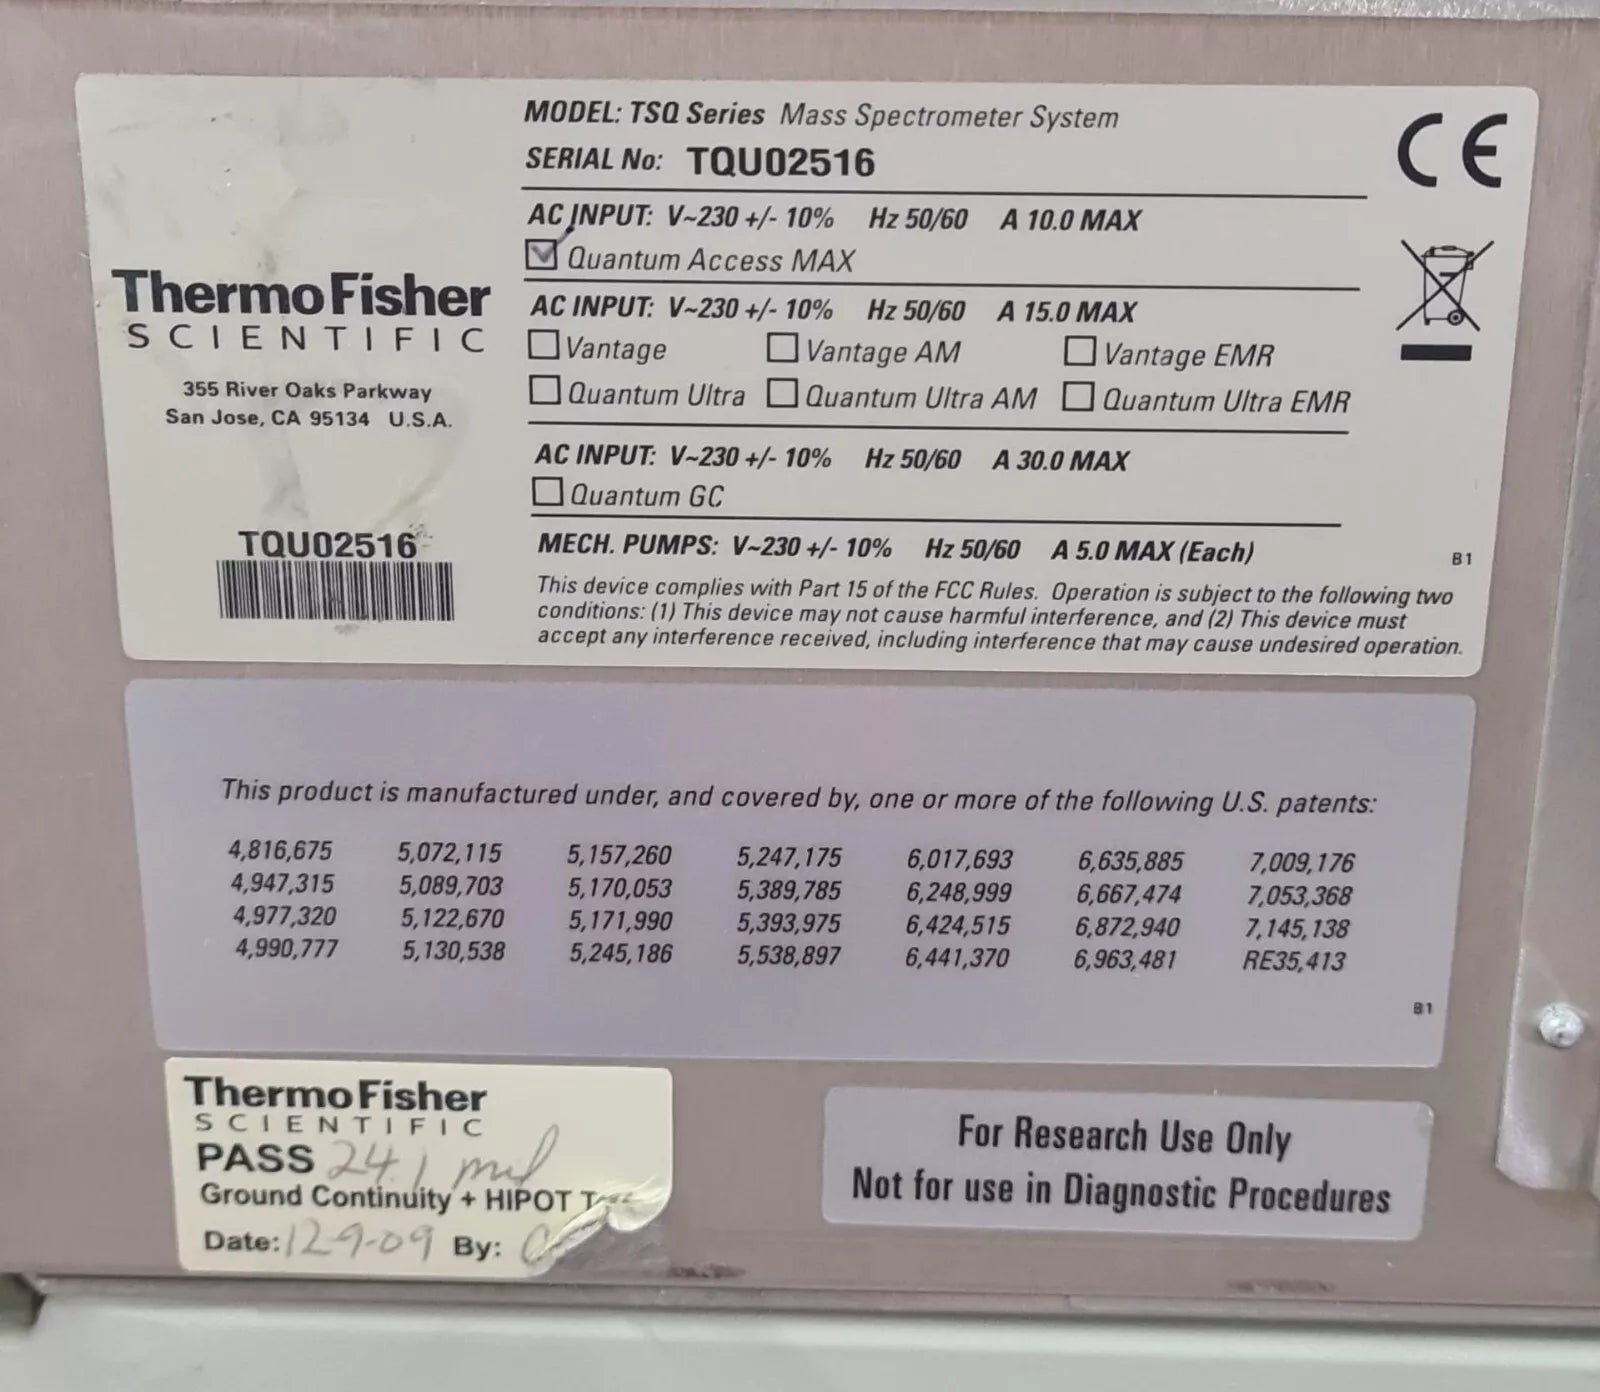 MODEL: TSQ Series Mass Spectrometer System
SERIAL No: TQU02516
AC INPUT: V~230 +/- 10% Hz 50/60 A 10.0 MAX
Quantum Access MAX
AC INPUT: V~230 +/- 10% Hz 50/60 A 15.0 MAX
Vantage Vantage AM Vantage EMR
Quantum Ultra Quantum Ultra AM Quantum Ultra EMR
AC INPUT: V~230 +/- 10% Hz 50/60 A 30.0 MAX
Quantum GC
MECH. PUMPS: V~230 +/- 10% Hz 50/60 A 5.0 MAX (Each)
B1
This device complies with Part 15 of the FCC Rules. Operation is subject to the following two
conditions: (1) This device may not cause harmful interference, and (2) This device must
accept any interference received, including interference that may cause undesired operation.
CE
ThermoFisher
SCIENTIFIC
355 River Oaks Parkway
San Jose, CA 95134 U.S.A.
TQU02516
This product is manufactured under, and covered by, one or more of the following U.S. patents:
4,816,675 5,072,115 5,157,260 5,247,175 6,017,693 6,635,885 7,009,176
4,947,315 5,089,703 5,170,053 5,389,785 6,248,999 6,667,474 7,053,368
4,977,320 5,122,670 5,171,990 5,393,975 6,424,515 6,872,940 7,145,138
4,990,777 5,130,538 5,245,186 5,538,897 6,441,370 6,963,481 RE35,413
B1
ThermoFisher
SCIENTIFIC
PASS 24.1
Ground Continuity + HIPOT
Date: 12-9-09 By:
For Research Use Only
Not for use in Diagnostic Procedures